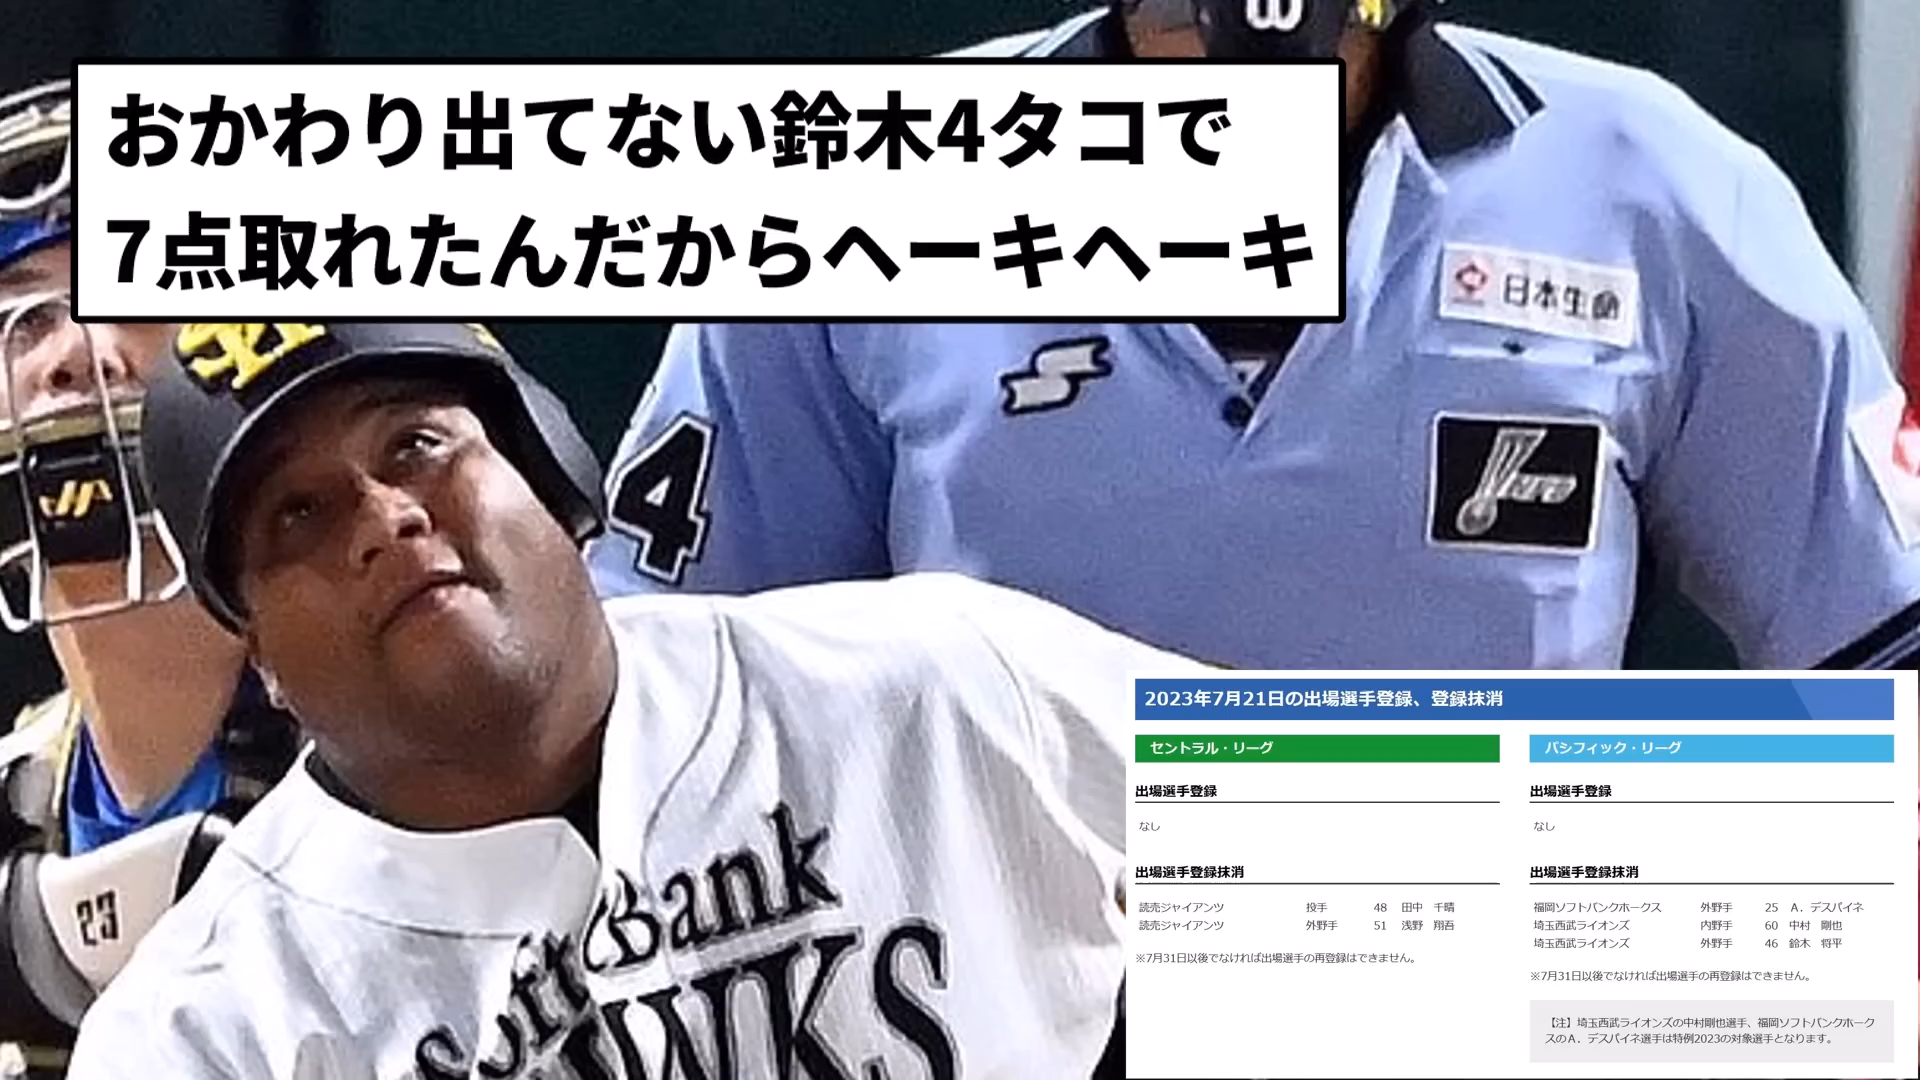 おかわり出てない鈴木4タコで
7点取れたんだからヘーキヘーキ
日本生命
4
23
SoftBank
HAWKS
2023年7月21日の出場選手登録、登録抹消
セントラル・リーグ
出場選手登録
なし
出場選手登録抹消
読売ジャイアンツ 投手 48 田中 千晴
読売ジャイアンツ 外野手 51 浅野 翔吾
※7月31日以後でなければ出場選手の再登録はできません。
パシフィック・リーグ
出場選手登録
なし
出場選手登録抹消
福岡ソフトバンクホークス 外野手 25 A．デスパイネ
埼玉西武ライオンズ 内野手 60 中村 剛也
埼玉西武ライオンズ 外野手 46 鈴木 将平
※7月31日以後でなければ出場選手の再登録はできません。
【注】埼玉西武ライオンズの中村剛也選手、福岡ソフトバンクホーク
スのA．デスパイネ選手は特例2023の対象選手となります。